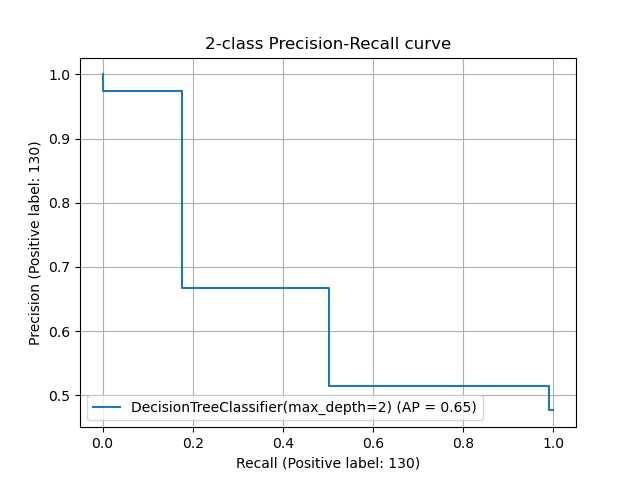 2-class Precision-Recall curve
1.0
0.9
0.8
0.7
0.6
0.5
Precision (Positive label: 130)
DecisionTreeClassifier(max_depth=2) (AP = 0.65)
0.0 0.2 0.4 0.6 0.8 1.0
Recall (Positive label: 130)